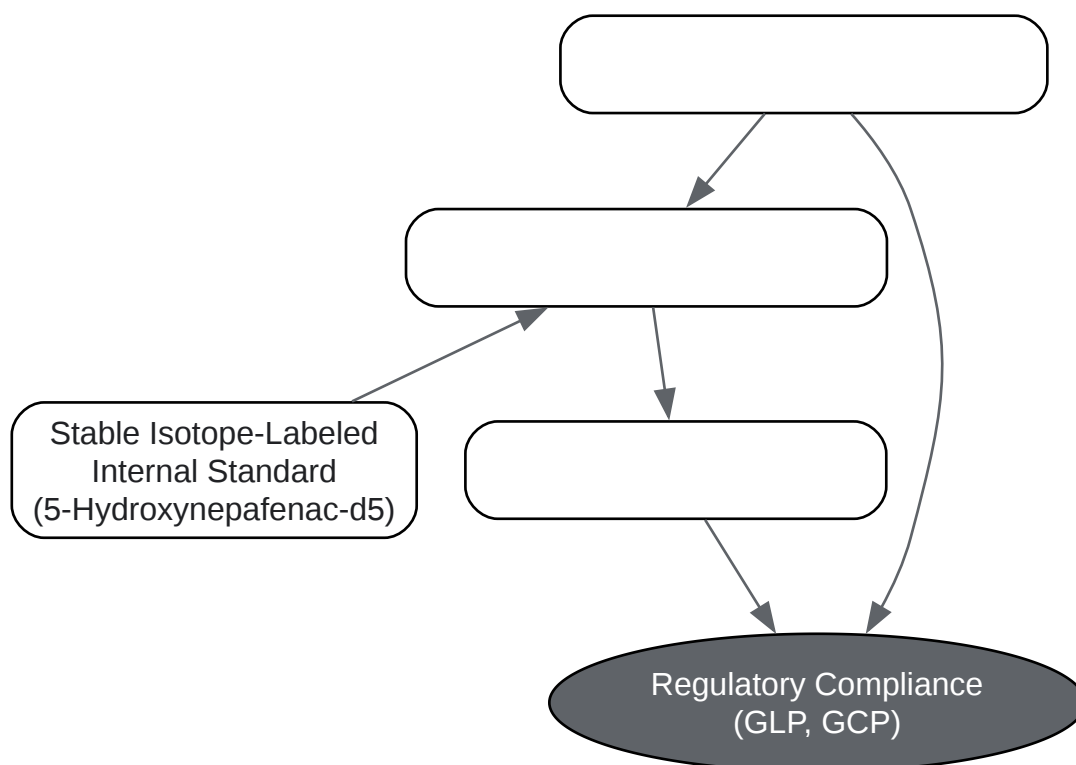 Stable Isotope-Labeled
Internal Standard
(5-Hydroxynepafenac-d5)
Regulatory Compliance
(GLP, GCP)